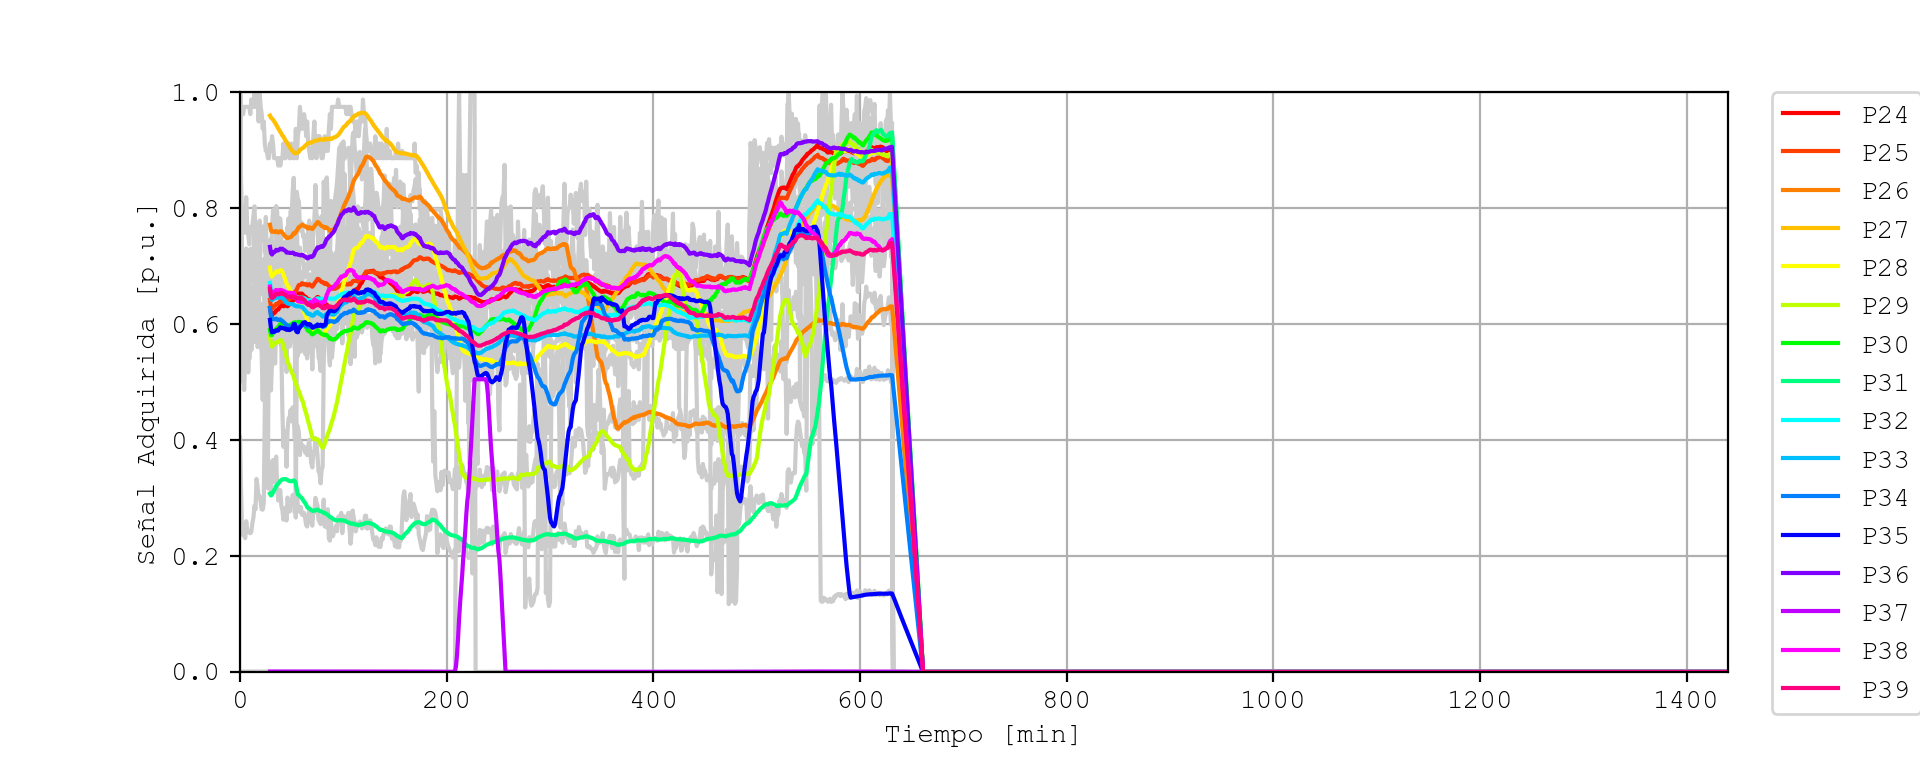 1.0
0.8
0.6
0.4
0.2
0.0
Señal Adquirida [p.u.]
0 200 400 600 800 1000 1200 1400
Tiempo [min]
P24
P25
P26
P27
P28
P29
P30
P31
P32
P33
P34
P35
P36
P37
P38
P39